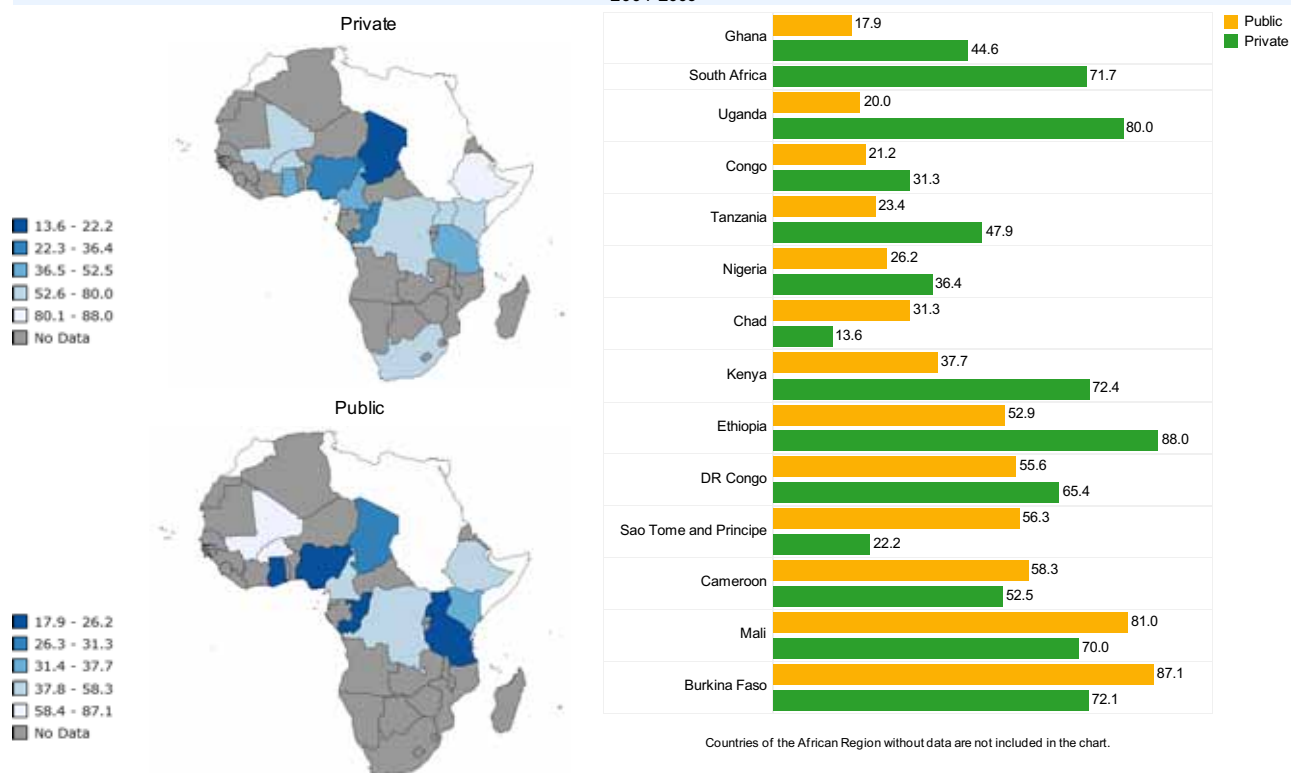 Private
13.6 - 22.2
22.3 - 36.4
36.5 - 52.5
52.6 - 80.0
80.1 - 88.0
No Data
Public
17.9 - 26.2
26.3 - 31.3
31.4 - 37.7
37.8 - 58.3
58.4 - 87.1
No Data
Public
Private
Ghana 17.9
44.6
South Africa 71.7
Uganda 20.0
80.0
Congo 21.2
31.3
Tanzania 23.4
47.9
Nigeria 26.2
36.4
Chad 31.3
13.6
Kenya 37.7
72.4
Ethiopia 52.9
88.0
DR Congo 55.6
65.4
Sao Tome and Principe 56.3
22.2
Cameroon 58.3
52.5
Mali 81.0
70.0
Burkina Faso 87.1
72.1
Countries of the African Region without data are not included in the chart.